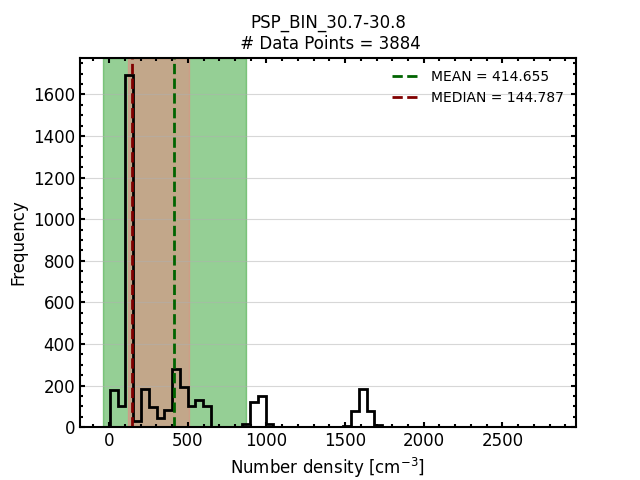 PSP_BIN_30.7-30.8
# Data Points = 3884
MEAN = 414.655
MEDIAN = 144.787
1600
1400
1200
1000
800
600
400
200
0
Frequency
0 500 1000 1500 2000 2500
Number density [cm⁻³]